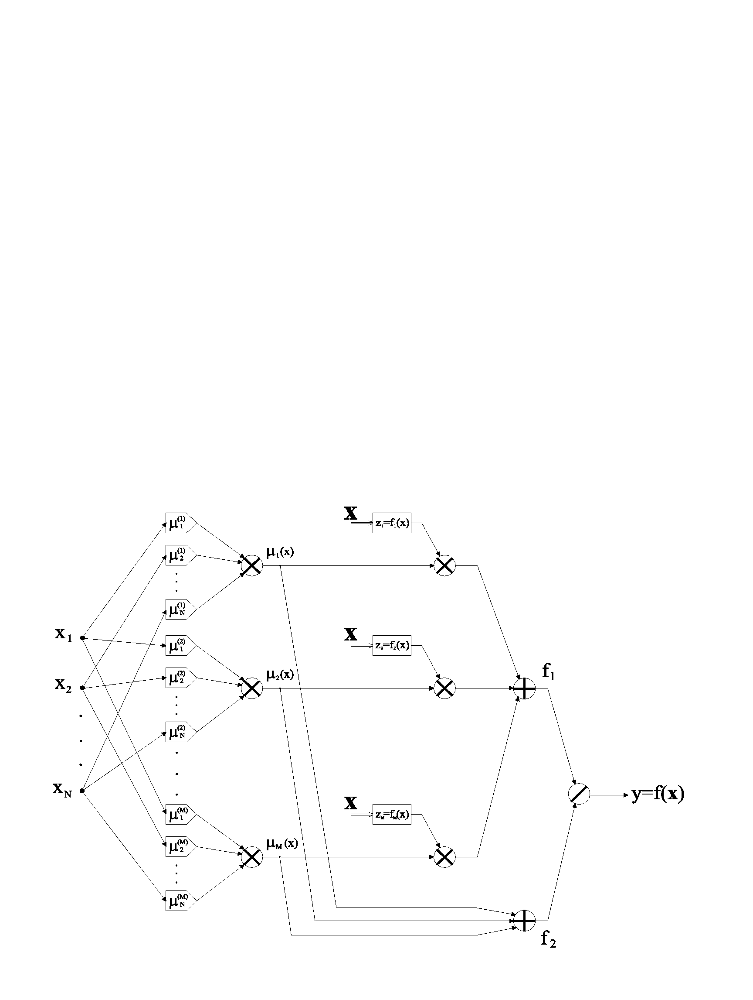 μ₁⁽¹⁾
X
z₁=f₁(x)
μ₂⁽¹⁾
μ₁(x)
μ_N⁽¹⁾
x₁
μ₁⁽²⁾
X
z₂=f₂(x)
μ₂⁽²⁾
μ₂(x)
f₁
x₂
μ_N⁽²⁾
x_N
y=f(x)
μ₁⁽ᴹ⁾
X
z_M=f_M(x)
μ₂⁽ᴹ⁾
μ_M(x)
μ_N⁽ᴹ⁾
f₂